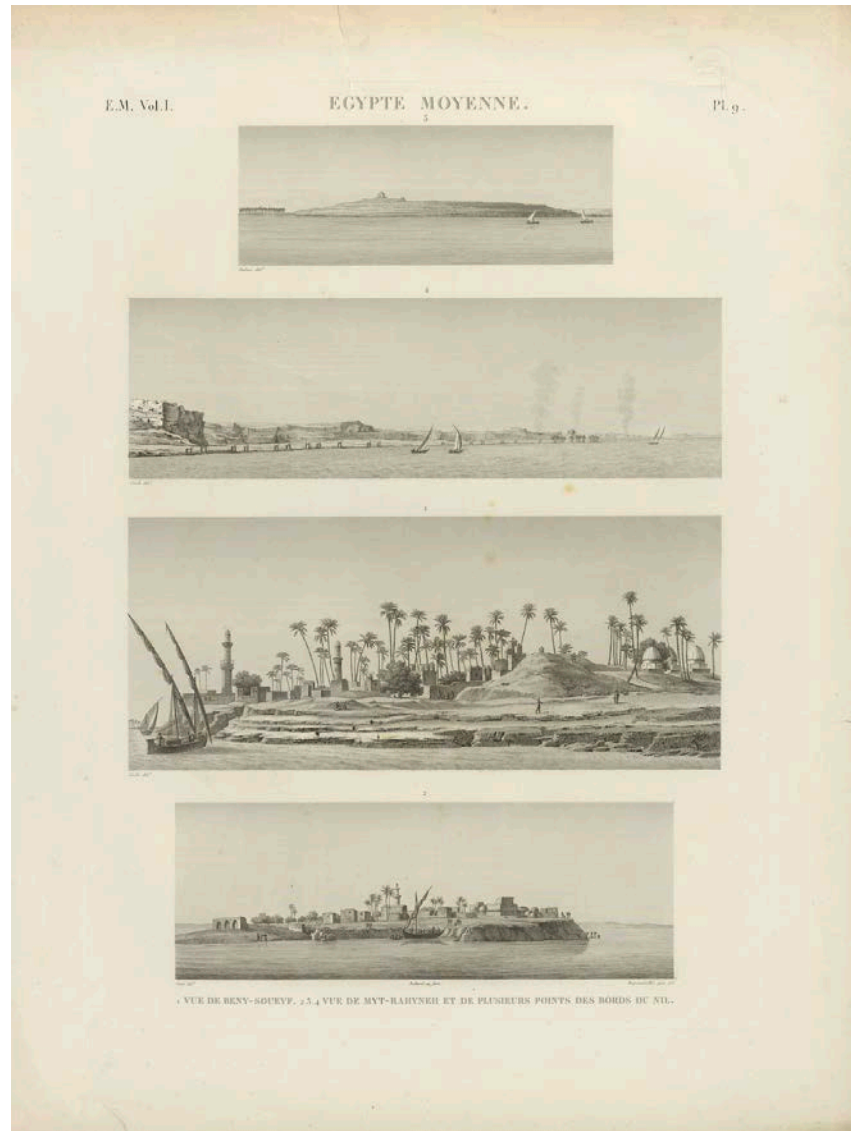 E.M. Vol.I.
EGYPTE MOYENNE.
Pl. 9.
3
4
1
2
1 VUE DE BENY-SOUEYF. 2.3.4 VUE DE MYT-RAHYNEH ET DE PLUSIEURS POINTS DES BORDS DU NIL.